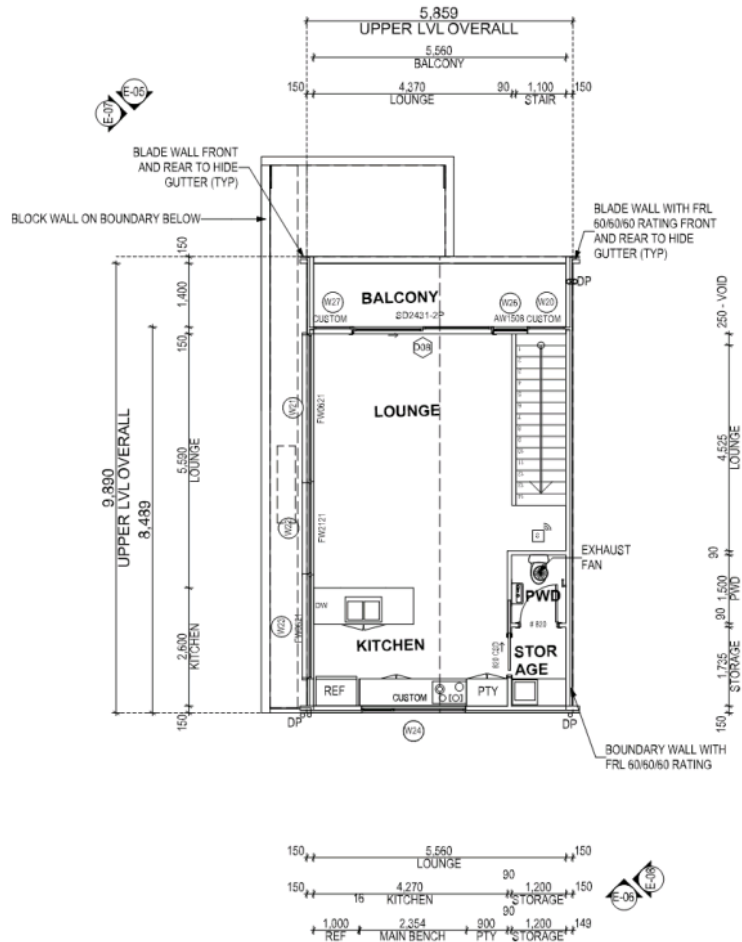 5,859
UPPER LVL OVERALL
5,560
BALCONY
150 4,370 90 1,100 150
LOUNGE STAIR
E-07 E-05
BLADE WALL FRONT
AND REAR TO HIDE
GUTTER (TYP)
BLOCK WALL ON BOUNDARY BELOW
BLADE WALL WITH FRL
60/60/60 RATING FRONT
AND REAR TO HIDE
GUTTER (TYP)
DP
150
1,400
150
5,590
LOUNGE
2,600
KITCHEN
150
9,890
UPPER LVL OVERALL
8,489
W27
CUSTOM
BALCONY
SD2421-2P
W26
AW1508
W20
CUSTOM
D08
LOUNGE
W21
FW0621
FW2121
FW0621
250 - VOID
4,525
LOUNGE
90
1,500
PWD
90
1,735
STORAGE
150
EXHAUST
FAN
PWD
# 820
DW
KITCHEN
820 CSD
STOR
AGE
REF
CUSTOM
PTY
DP
W24
DP
BOUNDARY WALL WITH
FRL 60/60/60 RATING
150 5,560 150
LOUNGE
90
150 4,270 1,200 150
16 KITCHEN STORAGE
90
1,000 2,354 900 1,200 149
REF MAIN BENCH PTY STORAGE
E-06 E-08